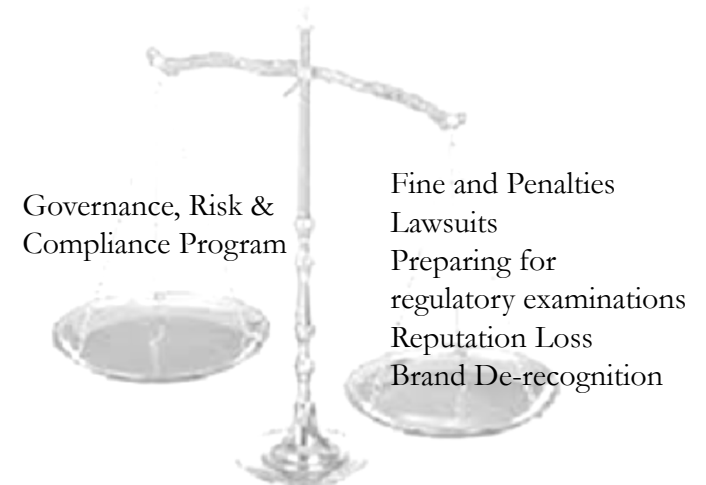 Governance, Risk &
Compliance Program
Fine and Penalties
Lawsuits
Preparing for
regulatory examinations
Reputation Loss
Brand De-recognition